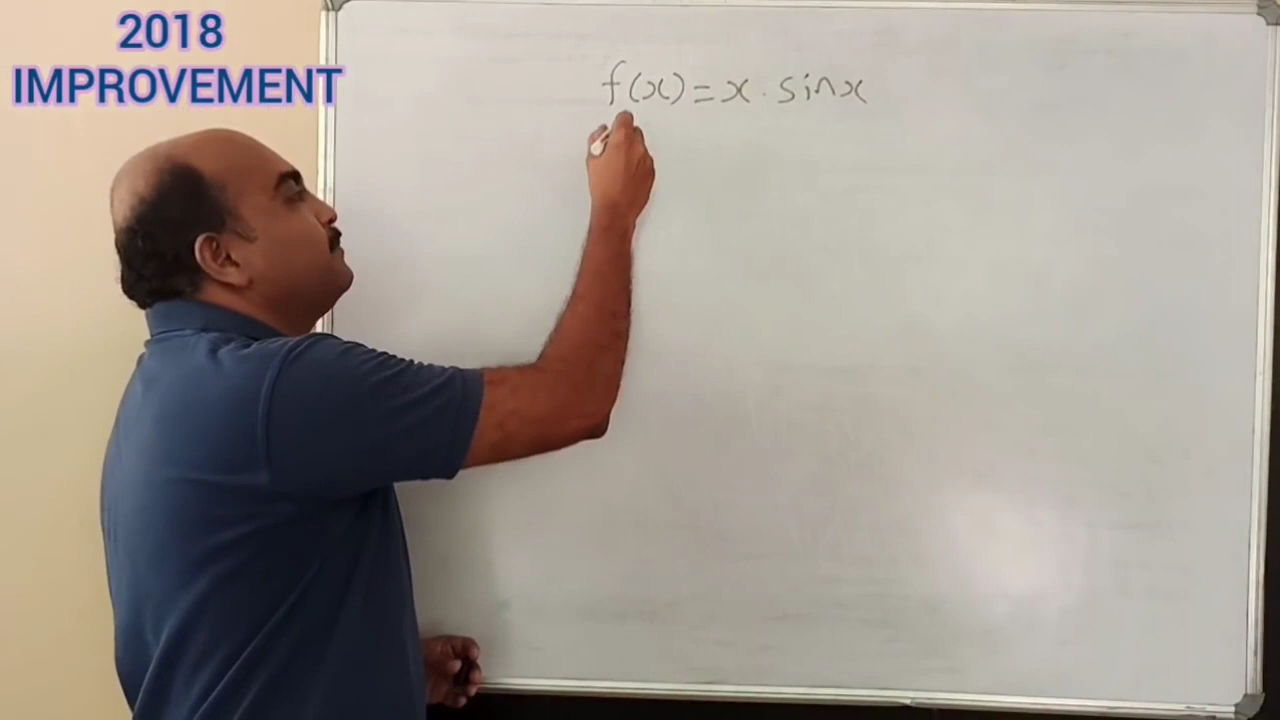 2018
IMPROVEMENT
f(x) = x . sin x